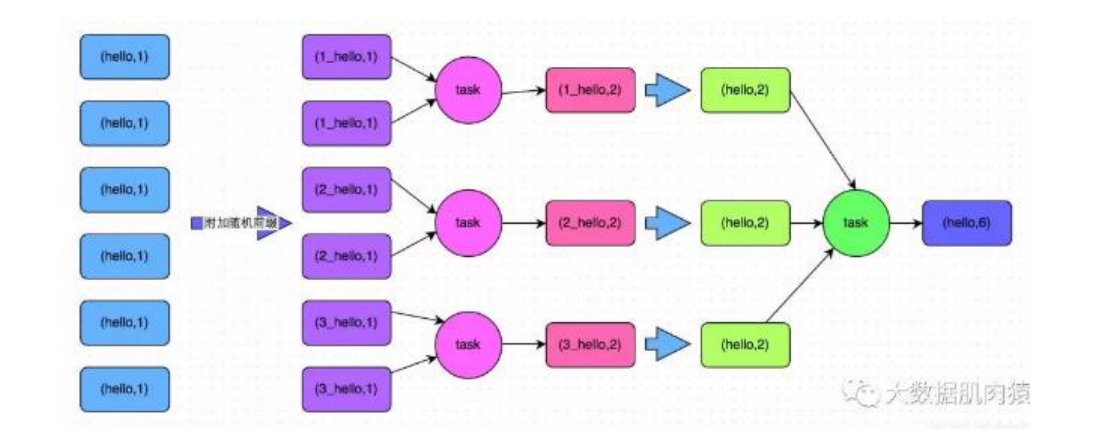 (hello,1)
(hello,1)
(hello,1)
(hello,1)
(hello,1)
(hello,1)
附加随机前缀
(1_hello,1)
(1_hello,1)
(2_hello,1)
(2_hello,1)
(3_hello,1)
(3_hello,1)
task
task
task
(1_hello,2)
(2_hello,2)
(3_hello,2)
(hello,2)
(hello,2)
(hello,2)
task
(hello,6)
大数据肌肉猿